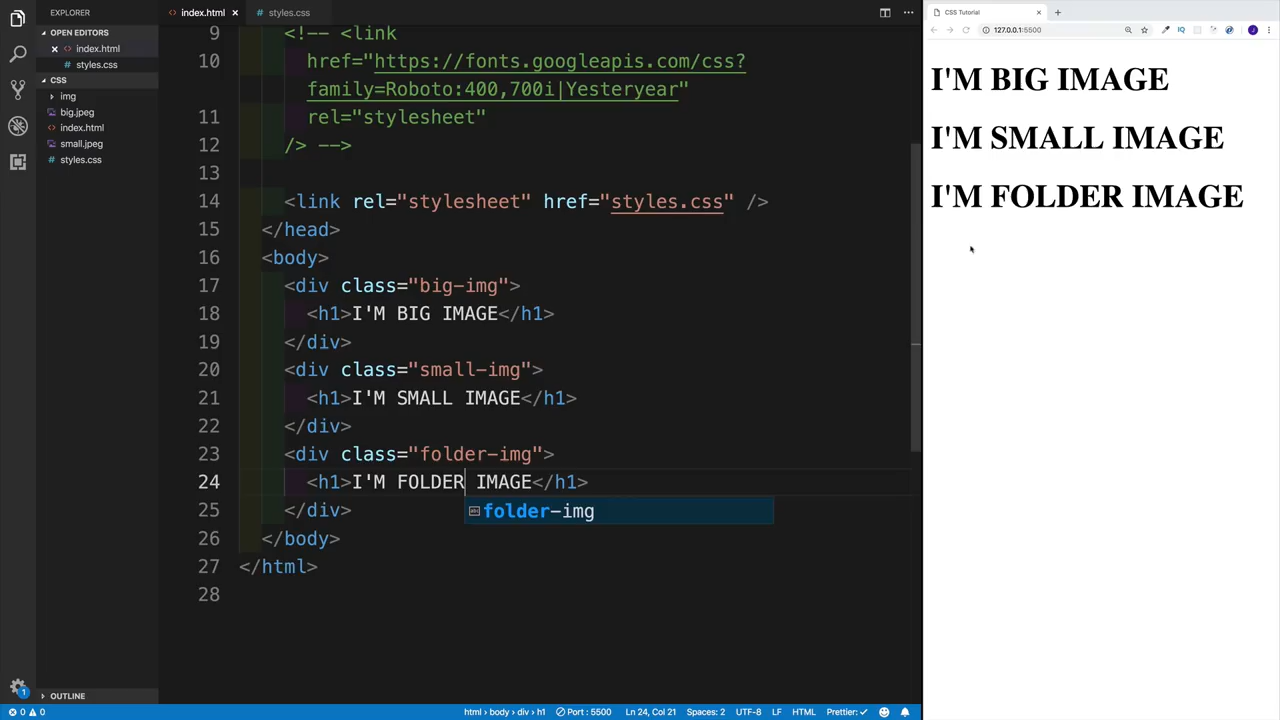 EXPLORER
OPEN EDITORS
index.html
styles.css
CSS
img
big.jpeg
index.html
small.jpeg
styles.css
OUTLINE
1
index.html
styles.css
9 <!-- <link
10 href="https://fonts.googleapis.com/css?
family=Roboto:400,700i|Yesteryear"
11 rel="stylesheet"
12 /> -->
13
14 <link rel="stylesheet" href="styles.css" />
15 </head>
16 <body>
17 <div class="big-img">
18 <h1>I'M BIG IMAGE</h1>
19 </div>
20 <div class="small-img">
21 <h1>I'M SMALL IMAGE</h1>
22 </div>
23 <div class="folder-img">
24 <h1>I'M FOLDER IMAGE</h1>
25 </div>
folder-img
26 </body>
27 </html>
28
0 0 html › body › div › h1 Port : 5500 Ln 24, Col 21 Spaces: 2 UTF-8 LF HTML Prettier: ✓
CSS Tutorial
127.0.0.1:5500
IQ
J
I'M BIG IMAGE
I'M SMALL IMAGE
I'M FOLDER IMAGE